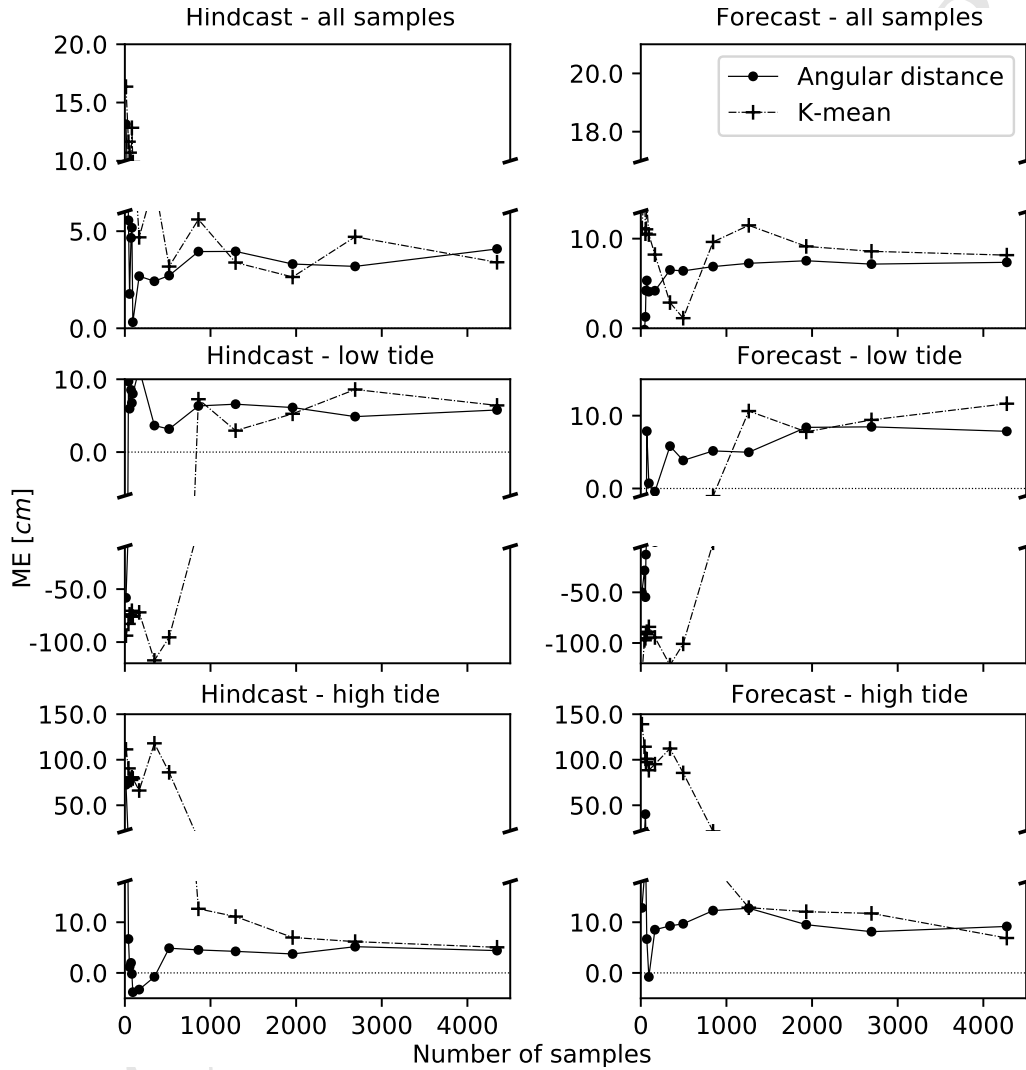 Hindcast - all samples
Forecast - all samples
20.0
15.0
10.0
5.0
0.0
20.0
18.0
10.0
0.0
Angular distance
K-mean
Hindcast - low tide
Forecast - low tide
10.0
0.0
-50.0
-100.0
10.0
0.0
-50.0
-100.0
ME [cm]
Hindcast - high tide
Forecast - high tide
150.0
100.0
50.0
10.0
0.0
150.0
100.0
50.0
10.0
0.0
0 1000 2000 3000 4000
0 1000 2000 3000 4000
Number of samples